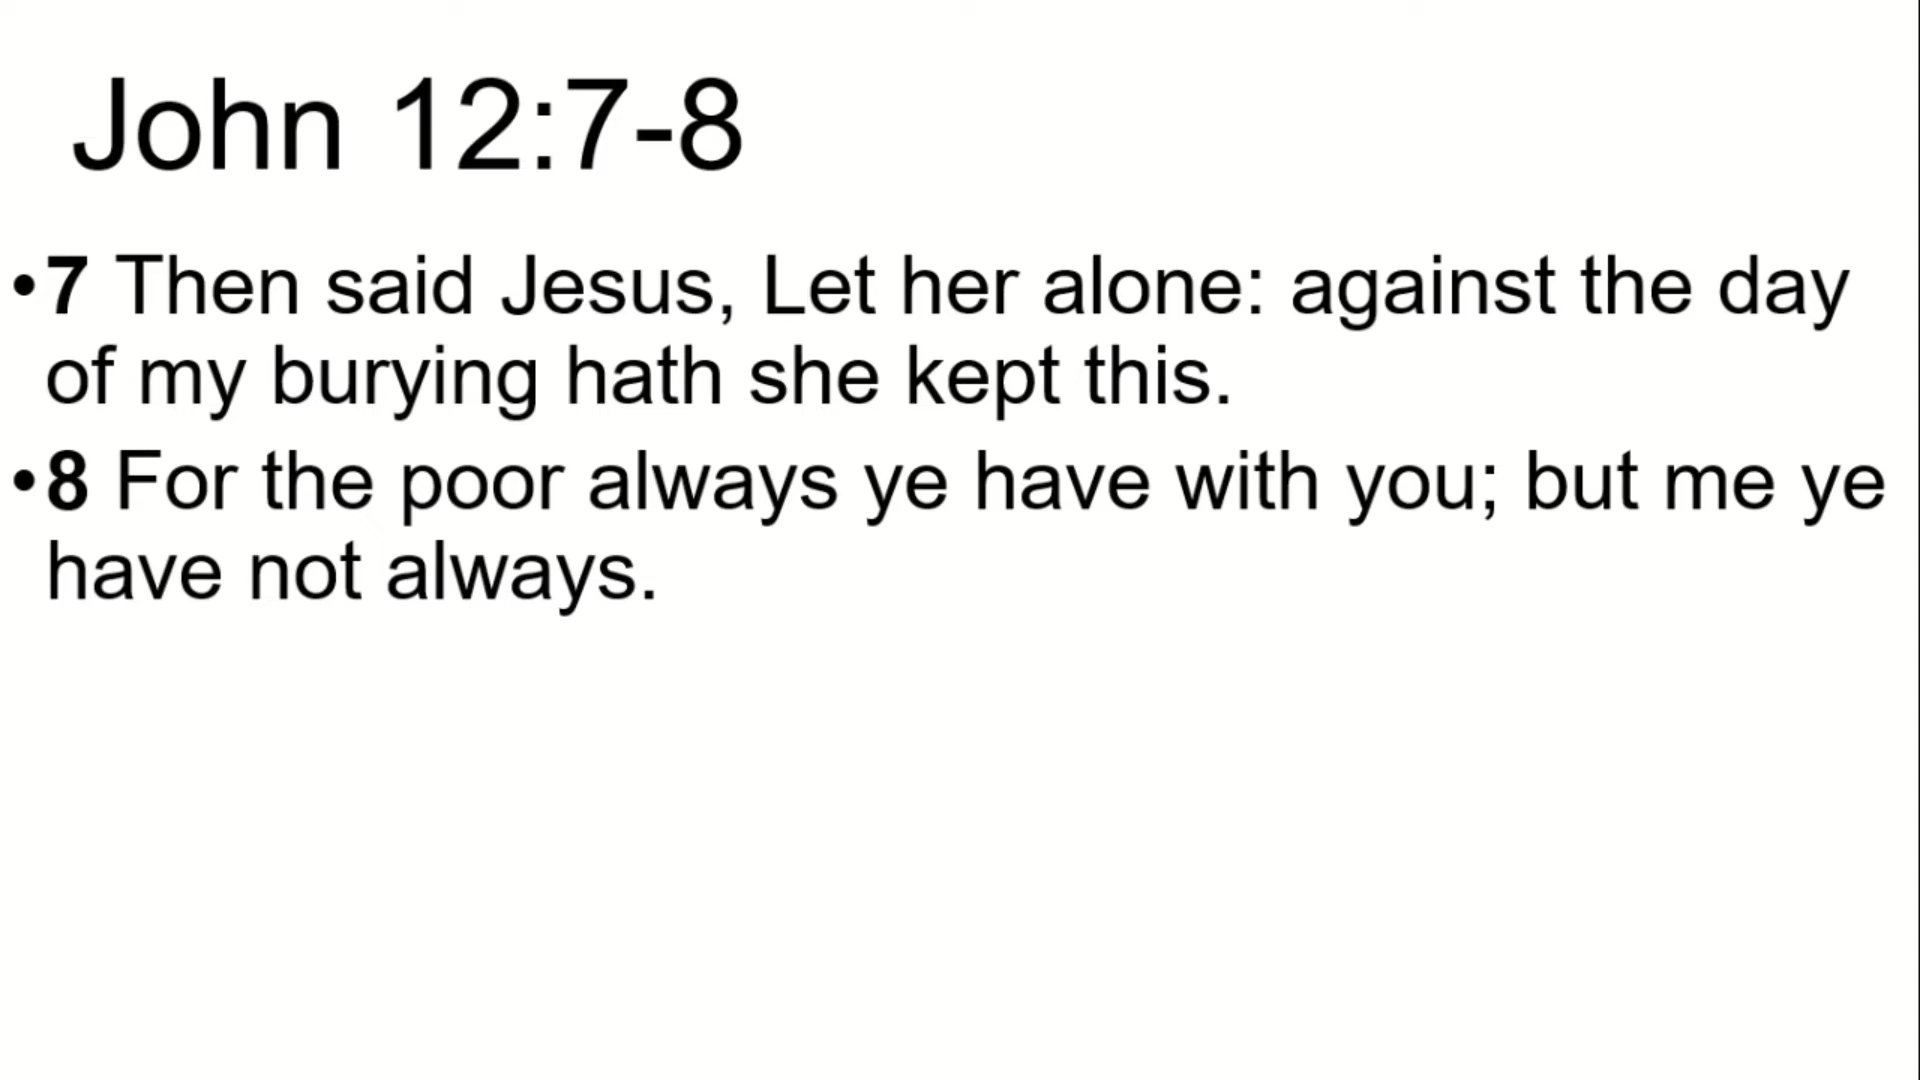 John 12:7-8
•7 Then said Jesus, Let her alone: against the day
of my burying hath she kept this.
•8 For the poor always ye have with you; but me ye
have not always.